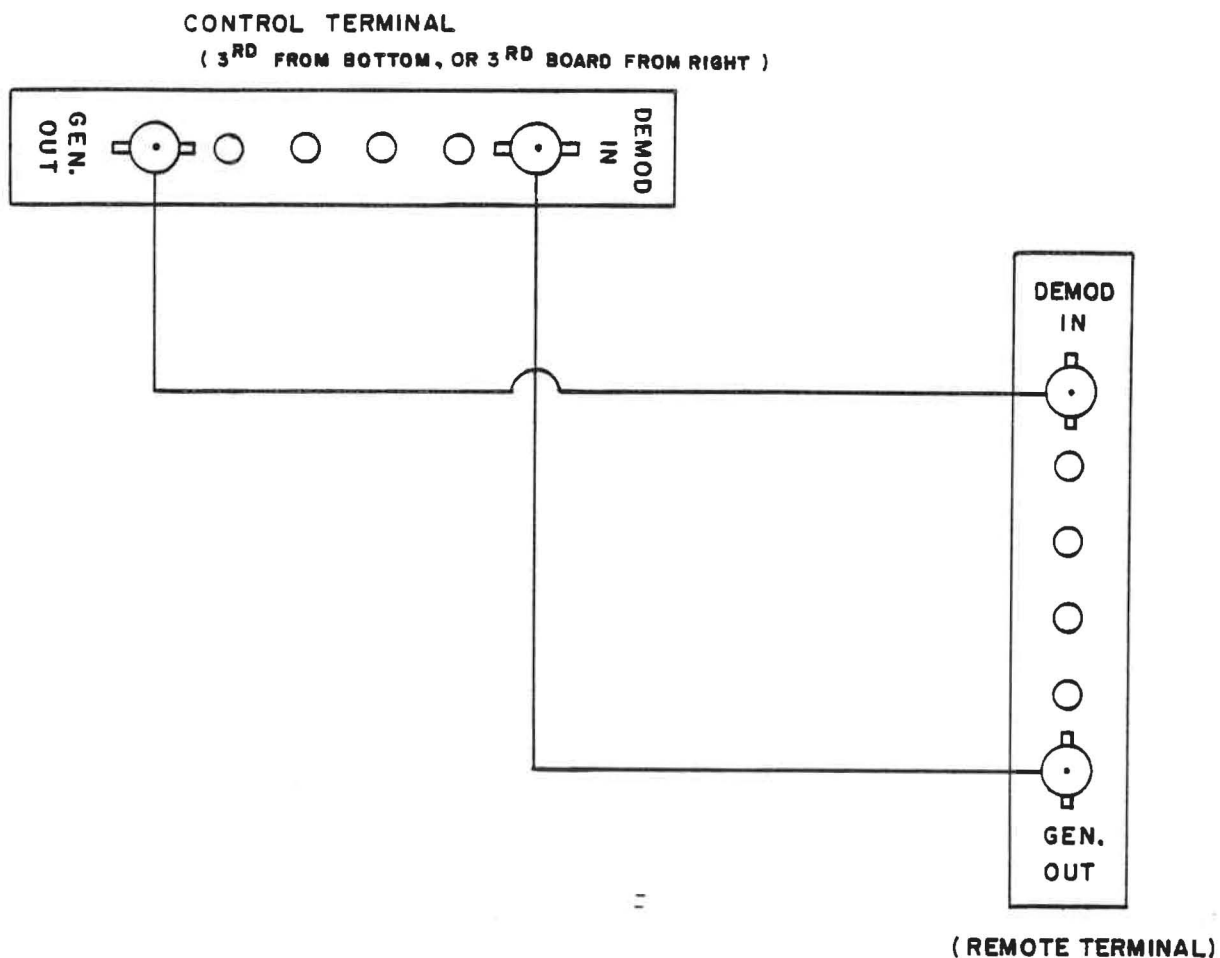 CONTROL TERMINAL
( 3RD FROM BOTTOM, OR 3RD BOARD FROM RIGHT )
GEN.
OUT
DEMOD
IN
DEMOD
IN
GEN.
OUT
(REMOTE TERMINAL)